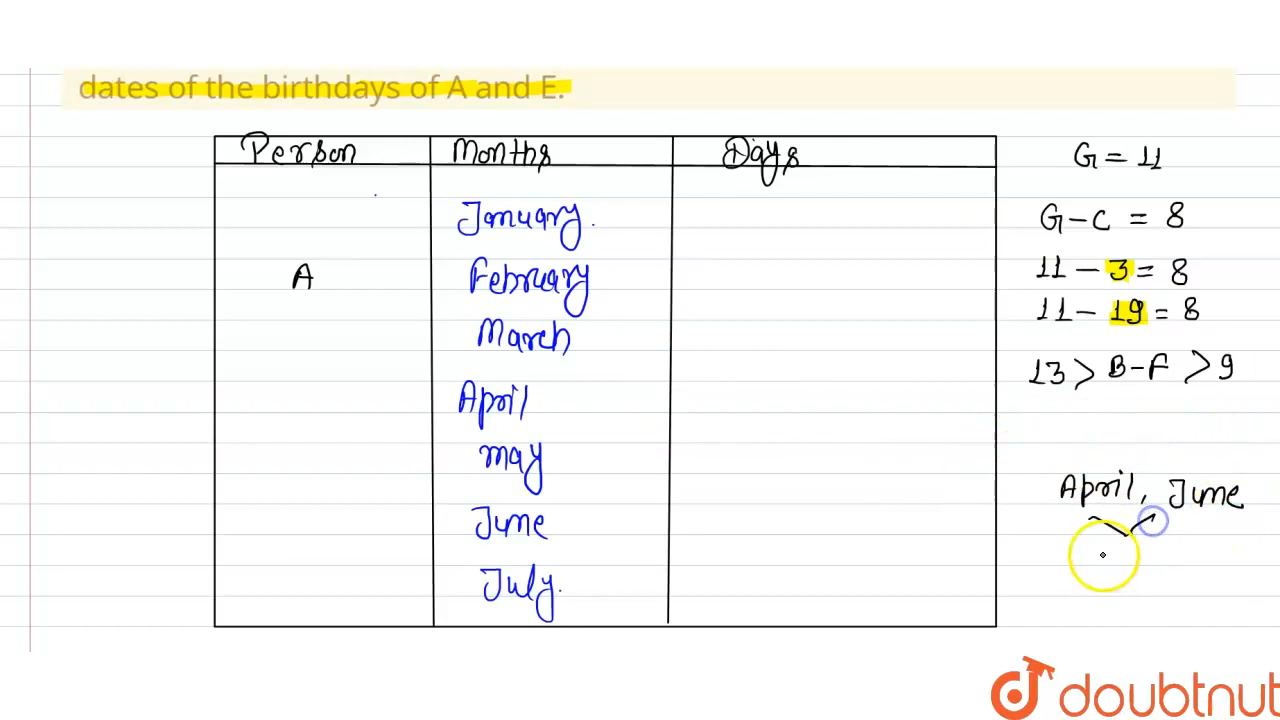 dates of the birthdays of A and E.
Person Months Days
January.
A February
March
April
may
June
July.
G = 11
G - C = 8
11 - 3 = 8
11 - 19 = 8
13 > B - F > 9
April, June
doubtnut